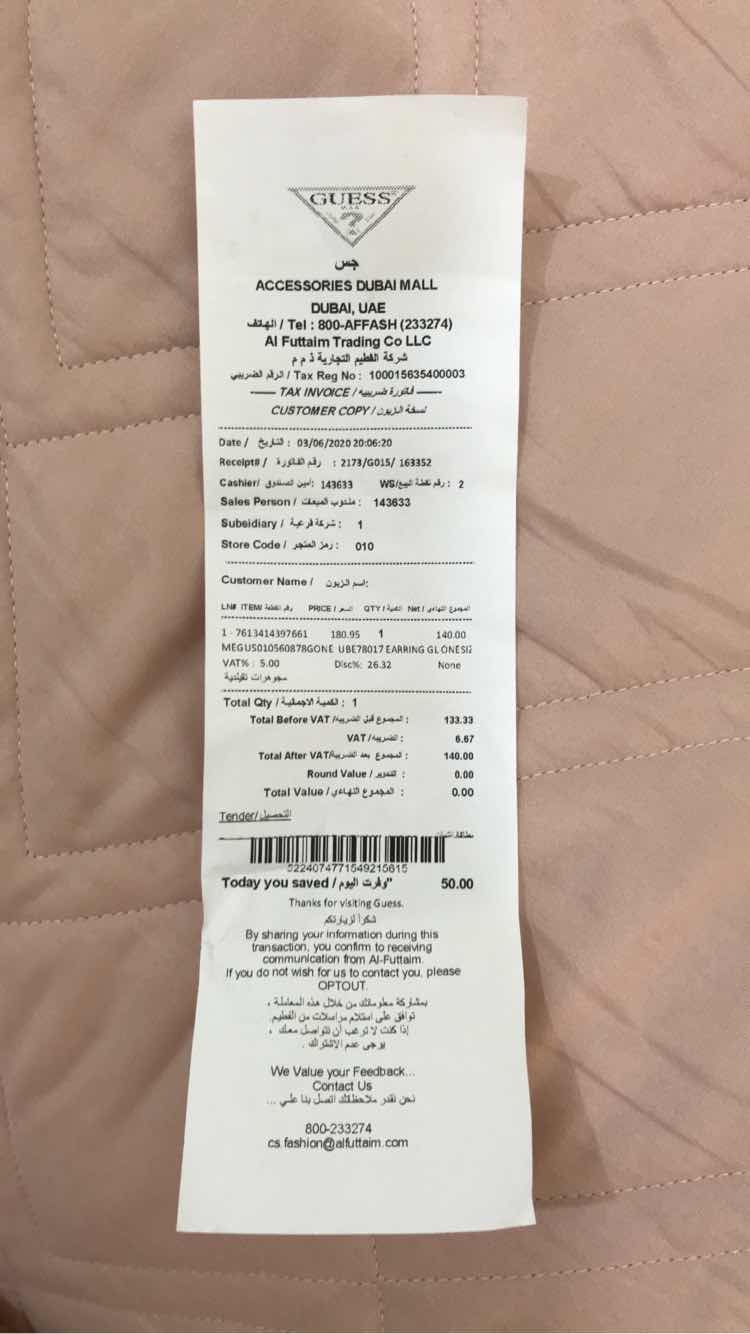 GUESS
?
جس
ACCESSORIES DUBAI MALL
DUBAI, UAE
الهاتف / Tel : 800-AFFASH (233274)
Al Futtaim Trading Co LLC
شركة الفطيم التجارية ذ م م
الرقم الضريبي / Tax Reg No : 100015635400003
TAX INVOICE / فاتورة ضريبيه
CUSTOMER COPY / نسخة الزبون
Date / التاريخ : 03/06/2020 20:06:20
Receipt# / رقم الفاتورة : 2173/G015/ 163352
Cashier/ أمين الصندوق: 143633 WS/رقم نقطة البيع : 2
Sales Person / مندوب المبيعات : 143633
Subsidiary / شركة فرعية : 1
Store Code / رمز المتجر : 010
Customer Name / اسم الزبون:
LN# ITEM/ رقم القطعة PRICE / السعر QTY / الكمية Net / المجموع النهاءي
1 - 7613414397661 180.95 1 140.00
MEGUS010560878GONE UBE78017 EARRING GL ONESIZ
VAT% : 5.00 Disc%: 26.32 None
مجوهرات تقليدية
Total Qty / الكمية الاجمالية : 1
Total Before VAT /المجموع قبل الضريبه : 133.33
VAT /الضريبه : 6.67
Total After VAT/المجموع بعد الضريبه : 140.00
Round Value / التدوير : 0.00
Total Value / المجموع النهاءي : 0.00
Tender/التحصيل
5224074771549215615
Today you saved / وفرت اليوم" 50.00
Thanks for visiting Guess.
شكرا لزيارتكم
By sharing your information during this
transaction, you confirm to receiving
communication from Al-Futtaim.
If you do not wish for us to contact you, please
OPTOUT.
بمشاركة معلوماتك من خلال هذه المعاملة ،
توافق على استلام مراسلات من الفطيم.
إذا كنت لا ترغب أن نتواصل معك ،
يرجى عدم الاشتراك .
We Value your Feedback...
Contact Us
نحن نقدر ملاحظاتك اتصل بنا علي ...
800-233274
cs.fashion@alfuttaim.com